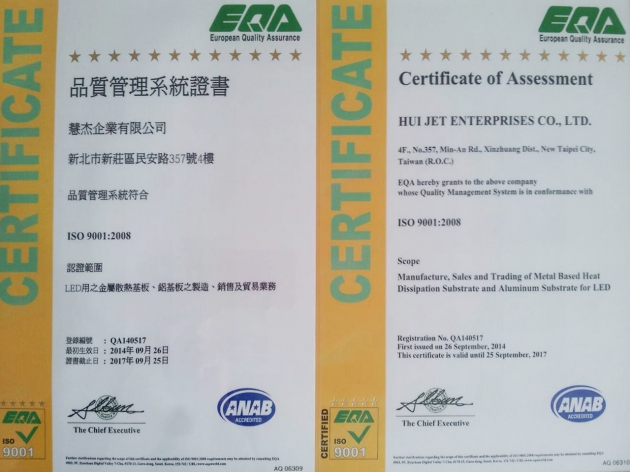 CERTIFICATE
EQA
European Quality Assurance
品質管理系統證書
慧杰企業有限公司
新北市新莊區民安路357號4樓
品質管理系統符合
ISO 9001:2008
認證範圍
LED用之金屬散熱基板、鋁基板之製造、銷售及貿易業務
登錄編號 : QA140517
最初生效日 : 2014年09月26日
證書截止日 : 2017年09月25日
The Chief Executive
ANAB
ACCREDITED
EQA
ISO
9001
AQ 06309
CERTIFICATE
EQA
European Quality Assurance
Certificate of Assessment
HUI JET ENTERPRISES CO., LTD.
4F., No.357, Min-An Rd., Xinzhuang Dist., New Taipei City,
Taiwan (R.O.C.)
EQA hereby grants to the above company
whose Quality Management System is in conformance with
ISO 9001:2008
Scope
Manufacture, Sales and Trading of Metal Based Heat
Dissipation Substrate and Aluminum Substrate for LED
Registration No. QA140517
First issued on 26 September, 2014
This certificate is valid until 25 September, 2017
The Chief Executive
ANAB
ACCREDITED
CERTIFIED
EQA
ISO
9001
AQ 06309